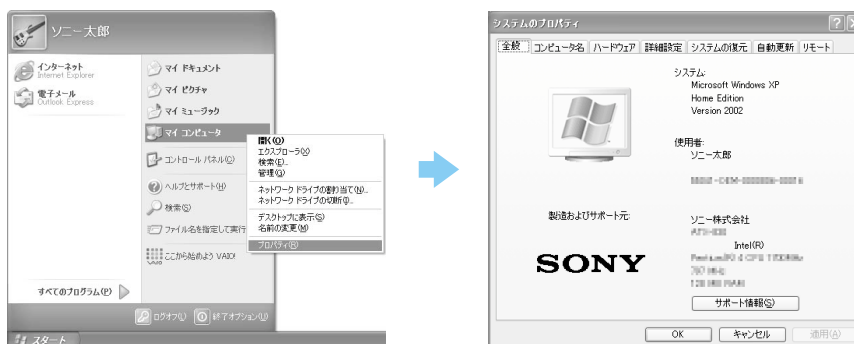 ソニー太郎
インターネット
Internet Explorer
電子メール
Outlook Express
すべてのプログラム(P)
マイ ドキュメント
マイ ピクチャ
マイ ミュージック
マイ コンピュータ
コントロール パネル(C)
ヘルプとサポート(H)
検索(S)
ファイル名を指定して実行
ここから始めよう VAIO!
ログオフ(L)
終了オプション(U)
スタート
開く(O)
エクスプローラ(X)
検索(E)...
管理(G)
ネットワーク ドライブの割り当て(N)...
ネットワーク ドライブの切断(I)...
デスクトップに表示(S)
名前の変更(M)
プロパティ(R)
システムのプロパティ
全般 コンピュータ名 ハードウェア 詳細設定 システムの復元 自動更新 リモート
システム:
Microsoft Windows XP
Home Edition
Version 2002
使用者:
ソニー太郎
製造およびサポート元:
ソニー株式会社
Intel(R)
SONY
サポート情報(S)
OK キャンセル 適用(A)